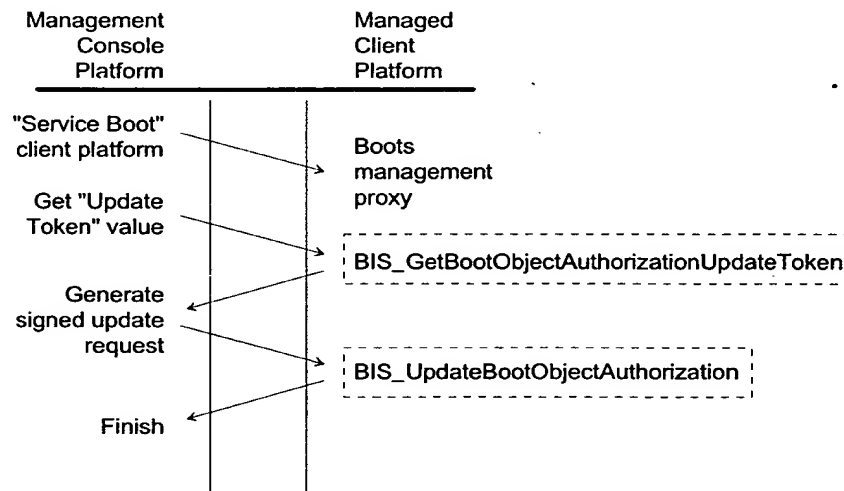 Management
Console
Platform
Managed
Client
Platform
"Service Boot"
client platform
Boots
management
proxy
Get "Update
Token" value
BIS_GetBootObjectAuthorizationUpdateToken
Generate
signed update
request
BIS_UpdateBootObjectAuthorization
Finish